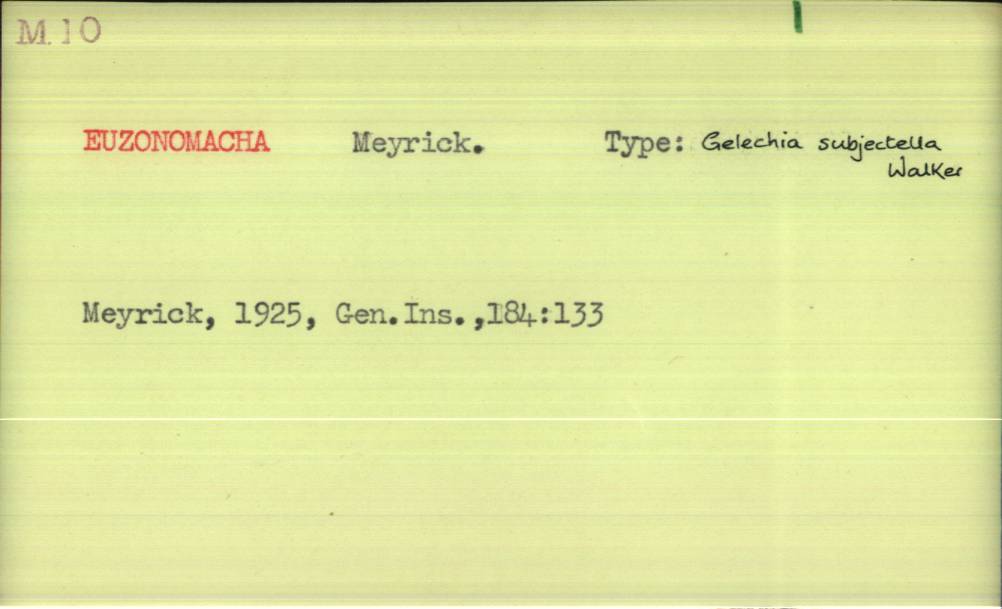 M.10
EUZONOMACHA Meyrick. Type: Gelechia subjectella
Walker
Meyrick, 1925, Gen.Ins.,184:133